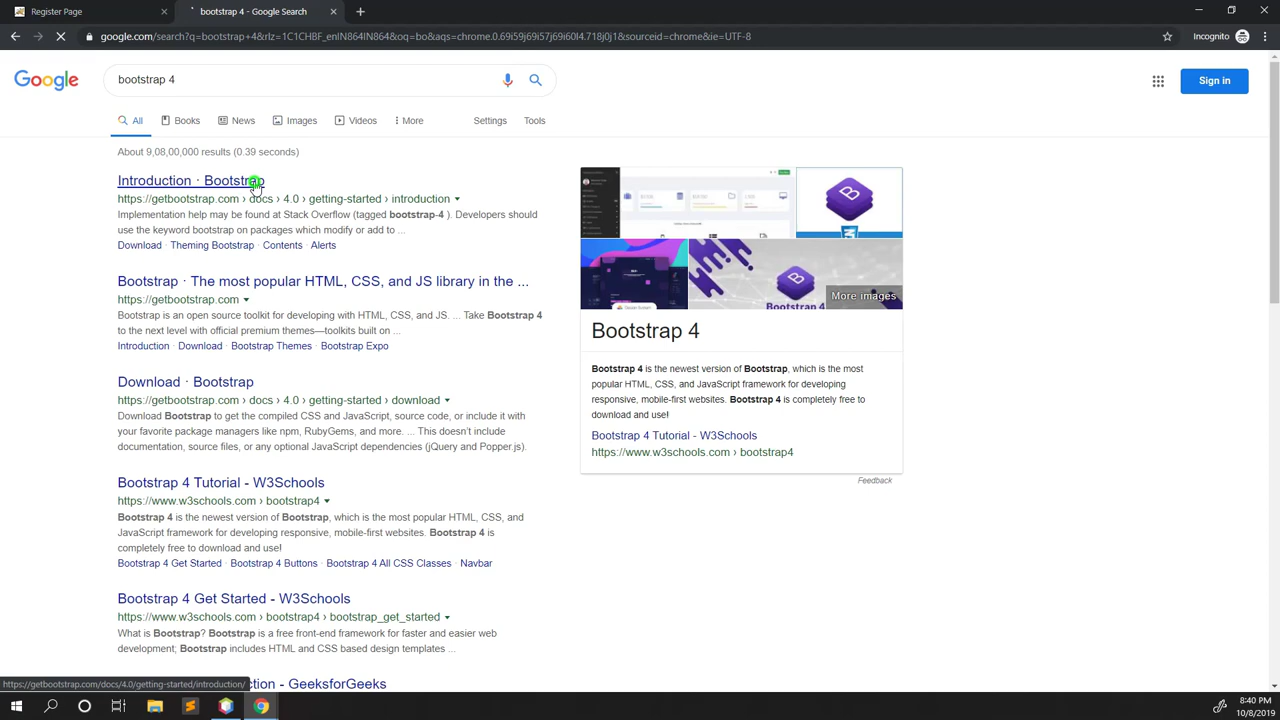 Register Page
bootstrap 4 - Google Search
google.com/search?q=bootstrap+4&rlz=1C1CHBF_enIN864IN864&oq=bo&aqs=chrome.0.69i59j69i57j69i60l4.718j0j1&sourceid=chrome&ie=UTF-8
Incognito
Google
bootstrap 4
Sign in
All
Books
News
Images
Videos
More
Settings
Tools
About 9,08,00,000 results (0.39 seconds)
Introduction · Bootstrap
https://getbootstrap.com › docs › 4.0 › getting-started › introduction
Implementation help may be found at Stack Overflow (tagged bootstrap-4 ). Developers should
use the keyword bootstrap on packages which modify or add to ...
Download · Theming Bootstrap · Contents · Alerts
Bootstrap · The most popular HTML, CSS, and JS library in the ...
https://getbootstrap.com
Bootstrap is an open source toolkit for developing with HTML, CSS, and JS. ... Take Bootstrap 4
to the next level with official premium themes—toolkits built on ...
Introduction · Download · Bootstrap Themes · Bootstrap Expo
Download · Bootstrap
https://getbootstrap.com › docs › 4.0 › getting-started › download
Download Bootstrap to get the compiled CSS and JavaScript, source code, or include it with
your favorite package managers like npm, RubyGems, and more. ... This doesn't include
documentation, source files, or any optional JavaScript dependencies (jQuery and Popper.js).
Bootstrap 4 Tutorial - W3Schools
https://www.w3schools.com › bootstrap4
Bootstrap 4 is the newest version of Bootstrap, which is the most popular HTML, CSS, and
JavaScript framework for developing responsive, mobile-first websites. Bootstrap 4 is
completely free to download and use!
Bootstrap 4 Get Started · Bootstrap 4 Buttons · Bootstrap 4 All CSS Classes · Navbar
Bootstrap 4 Get Started - W3Schools
https://www.w3schools.com › bootstrap4 › bootstrap_get_started
What is Bootstrap? Bootstrap is a free front-end framework for faster and easier web
development; Bootstrap includes HTML and CSS based design templates ...
tion - GeeksforGeeks
https://getbootstrap.com/docs/4.0/getting-started/introduction/
Bootstrap 4
More images
Bootstrap 4
Bootstrap 4 is the newest version of Bootstrap, which is the most
popular HTML, CSS, and JavaScript framework for developing
responsive, mobile-first websites. Bootstrap 4 is completely free to
download and use!
Bootstrap 4 Tutorial - W3Schools
https://www.w3schools.com › bootstrap4
Feedback
8:40 PM
10/8/2019